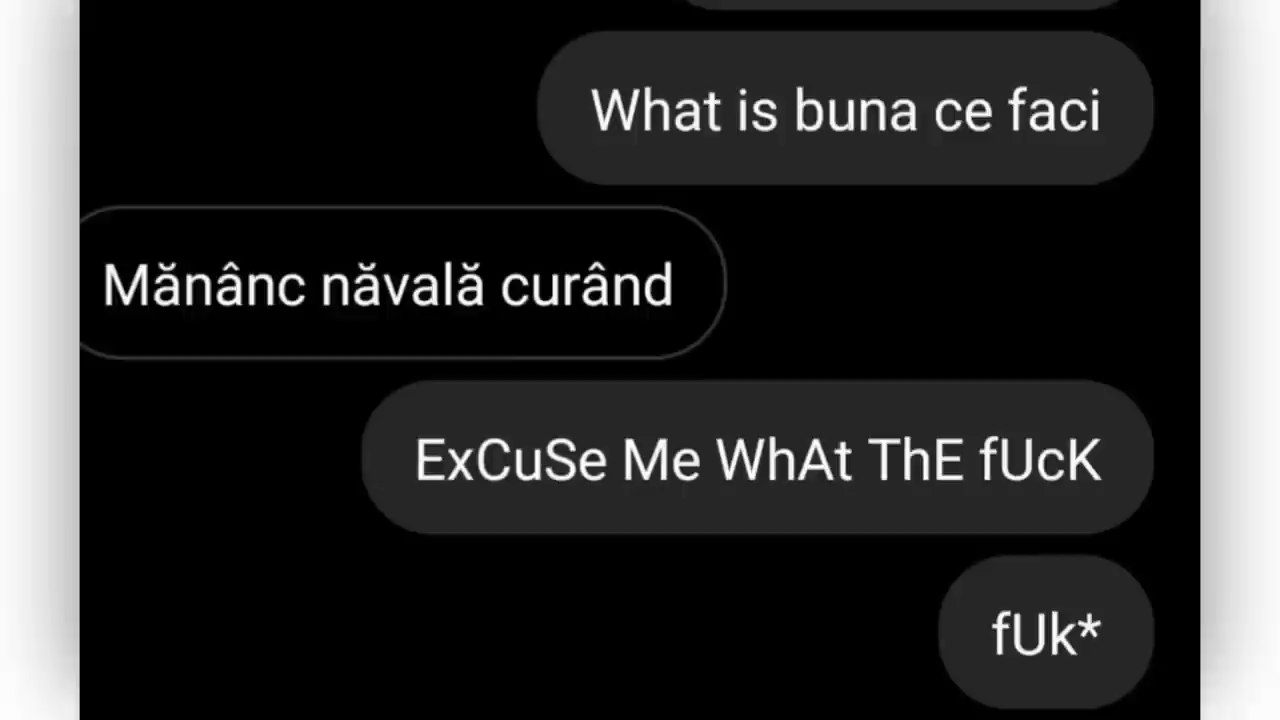 What is buna ce faci
Mănânc năvală curând
ExCuSe Me WhAt ThE fUcK
fUk*